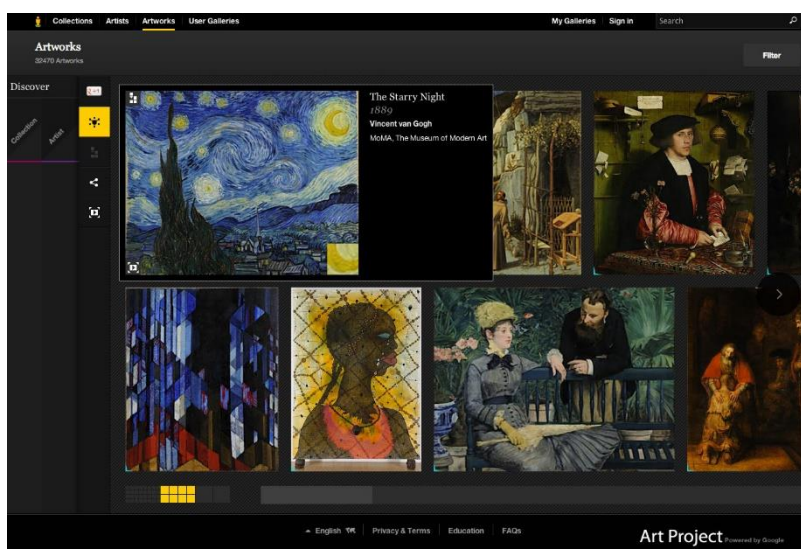 Collections Artists Artworks User Galleries My Galleries Sign in Search
Artworks
32470 Artworks
Filter
Discover
Collection Artist
The Starry Night
1889
Vincent van Gogh
MoMA, The Museum of Modern Art
English Privacy & Terms Education FAQs
Art Project Powered by Google